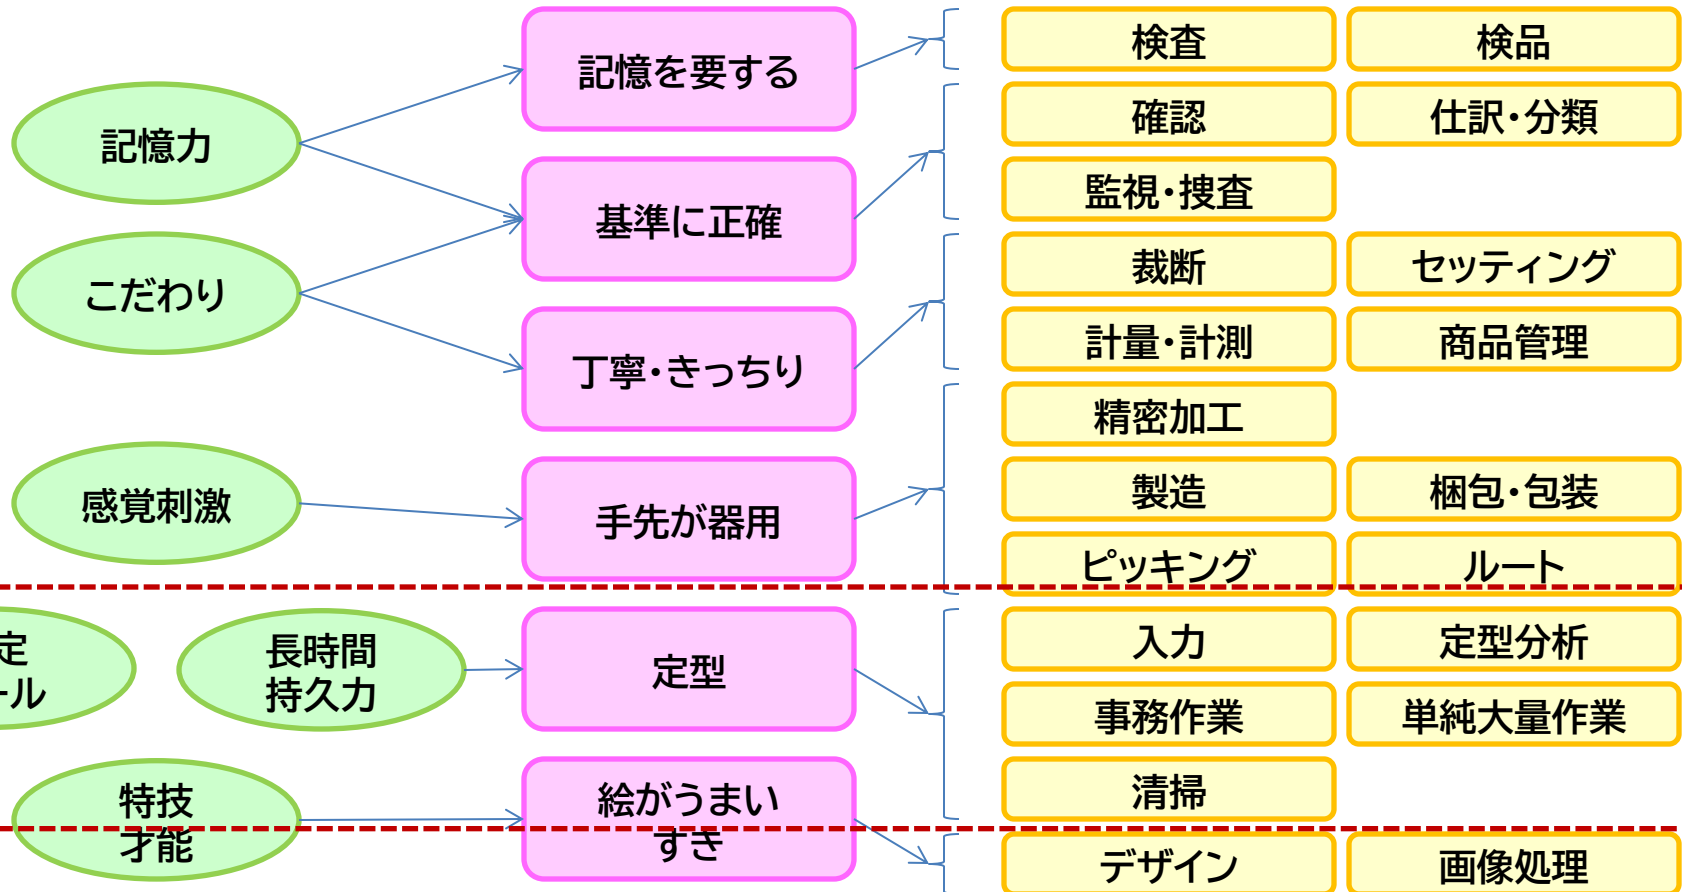 記憶力
こだわり
感覚刺激
定
ール
長時間
持久力
特技
才能
記憶を要する
基準に正確
丁寧・きっちり
手先が器用
定型
絵がうまい
すき
検査
検品
確認
仕訳・分類
監視・捜査
裁断
セッティング
計量・計測
商品管理
精密加工
製造
梱包・包装
ピッキング
ルート
入力
定型分析
事務作業
単純大量作業
清掃
デザイン
画像処理